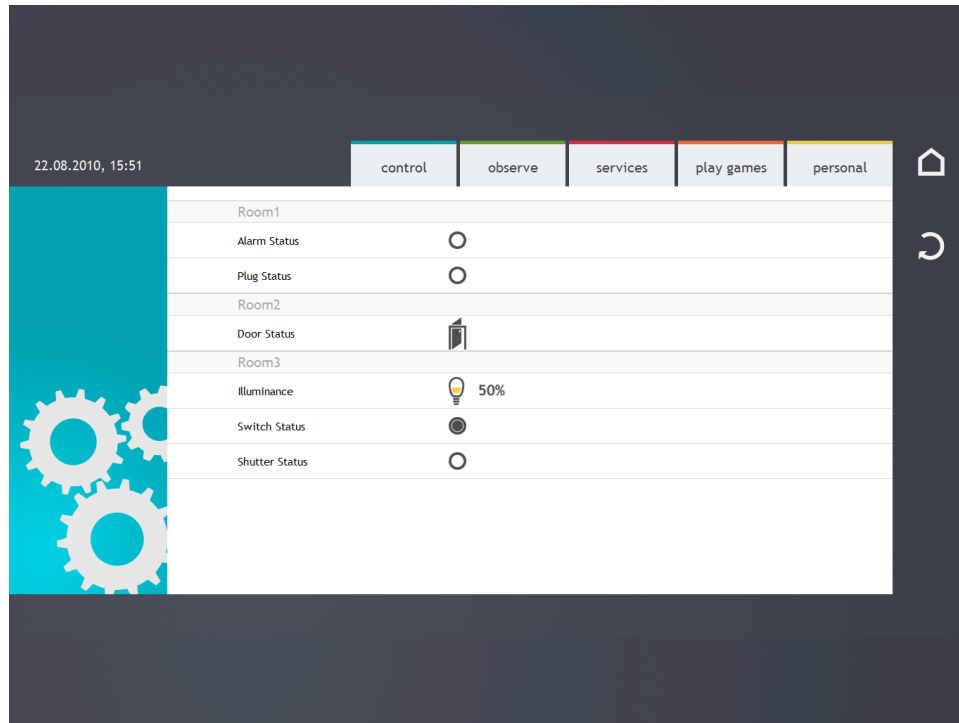 22.08.2010, 15:51
control
observe
services
play games
personal
Room1
Alarm Status
Plug Status
Room2
Door Status
Room3
Illuminance
50%
Switch Status
Shutter Status